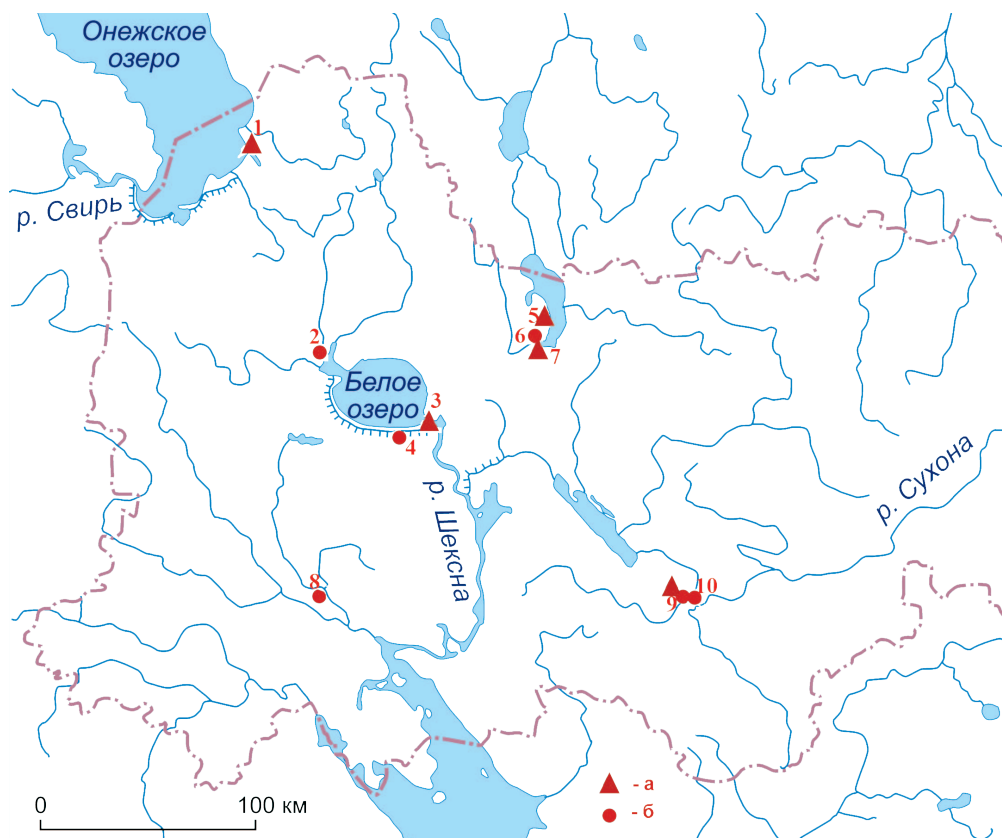 Онежское
озеро
1
р. Свирь
5
6
7
2
Белое
озеро
3
4
р. Шексна
р. Сухона
8
9
10
- а
- б
0 100 км